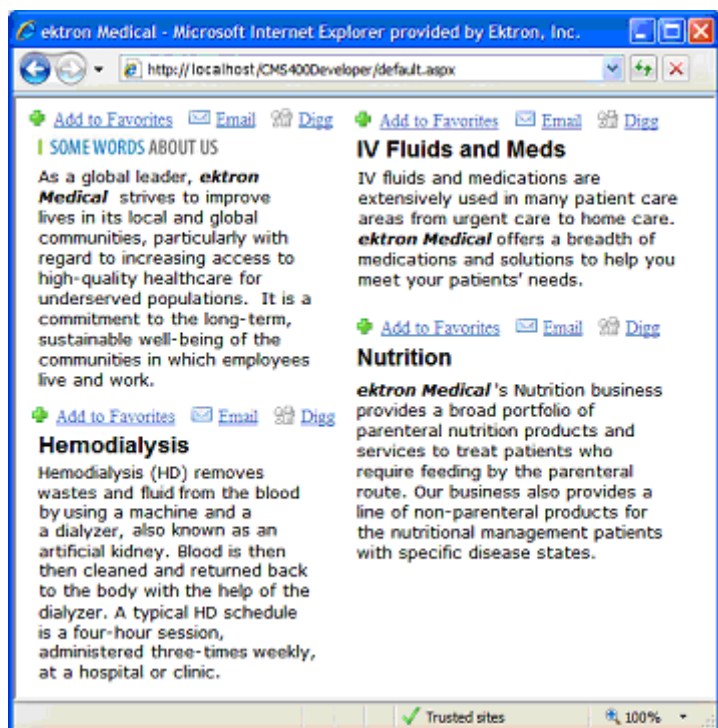 ektron Medical - Microsoft Internet Explorer provided by Ektron, Inc.
http://localhost/CMS400Developer/default.aspx
Add to Favorites Email Digg
SOME WORDS ABOUT US
As a global leader, ektron
Medical strives to improve
lives in its local and global
communities, particularly with
regard to increasing access to
high-quality healthcare for
underserved populations. It is a
commitment to the long-term,
sustainable well-being of the
communities in which employees
live and work.
Add to Favorites Email Digg
Hemodialysis
Hemodialysis (HD) removes
wastes and fluid from the blood
by using a machine and a
a dialyzer, also known as an
artificial kidney. Blood is then
then cleaned and returned back
to the body with the help of the
dialyzer. A typical HD schedule
is a four-hour session,
administered three-times weekly,
at a hospital or clinic.
Add to Favorites Email Digg
IV Fluids and Meds
IV fluids and medications are
extensively used in many patient care
areas from urgent care to home care.
ektron Medical offers a breadth of
medications and solutions to help you
meet your patients' needs.
Add to Favorites Email Digg
Nutrition
ektron Medical 's Nutrition business
provides a broad portfolio of
parenteral nutrition products and
services to treat patients who
require feeding by the parenteral
route. Our business also provides a
line of non-parenteral products for
the nutritional management patients
with specific disease states.
Trusted sites
100%